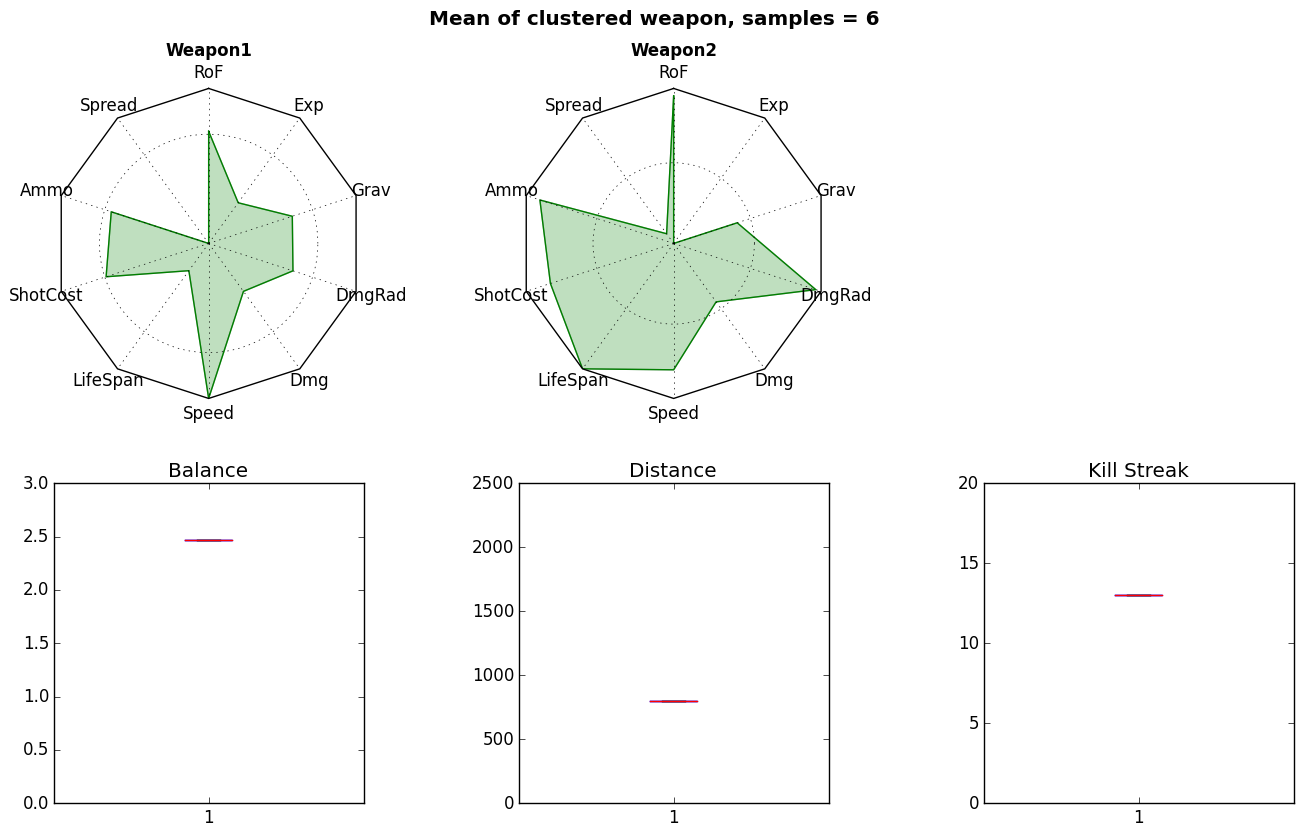 Mean of clustered weapon, samples = 6
Weapon1
RoF
Spread
Exp
Ammo
Grav
ShotCost
DmgRad
LifeSpan
Dmg
Speed
Weapon2
RoF
Spread
Exp
Ammo
Grav
ShotCost
DmgRad
LifeSpan
Dmg
Speed
Balance
3.0
2.5
2.0
1.5
1.0
0.5
0.0
1
Distance
2500
2000
1500
1000
500
0
1
Kill Streak
20
15
10
5
0
1